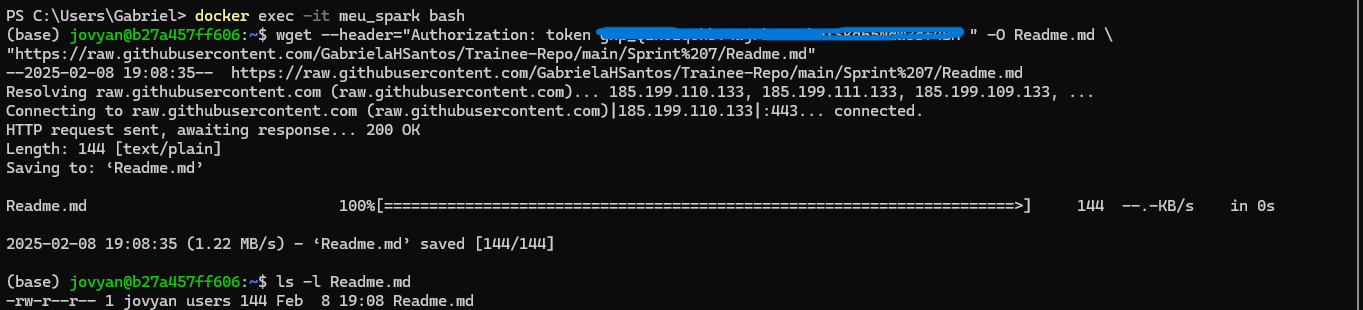 PS C:\Users\Gabriel> docker exec -it meu_spark bash
(base) jovyan@b27a457ff606:~$ wget --header="Authorization: token " -O Readme.md \
"https://raw.githubusercontent.com/GabrielaHSantos/Trainee-Repo/main/Sprint%207/Readme.md"
--2025-02-08 19:08:35--  https://raw.githubusercontent.com/GabrielaHSantos/Trainee-Repo/main/Sprint%207/Readme.md
Resolving raw.githubusercontent.com (raw.githubusercontent.com)... 185.199.110.133, 185.199.111.133, 185.199.109.133, ...
Connecting to raw.githubusercontent.com (raw.githubusercontent.com)|185.199.110.133|:443... connected.
HTTP request sent, awaiting response... 200 OK
Length: 144 [text/plain]
Saving to: ‘Readme.md’
Readme.md 100%[======================================================================>] 144 --.-KB/s in 0s
2025-02-08 19:08:35 (1.22 MB/s) - ‘Readme.md’ saved [144/144]
(base) jovyan@b27a457ff606:~$ ls -l Readme.md
-rw-r--r-- 1 jovyan users 144 Feb  8 19:08 Readme.md